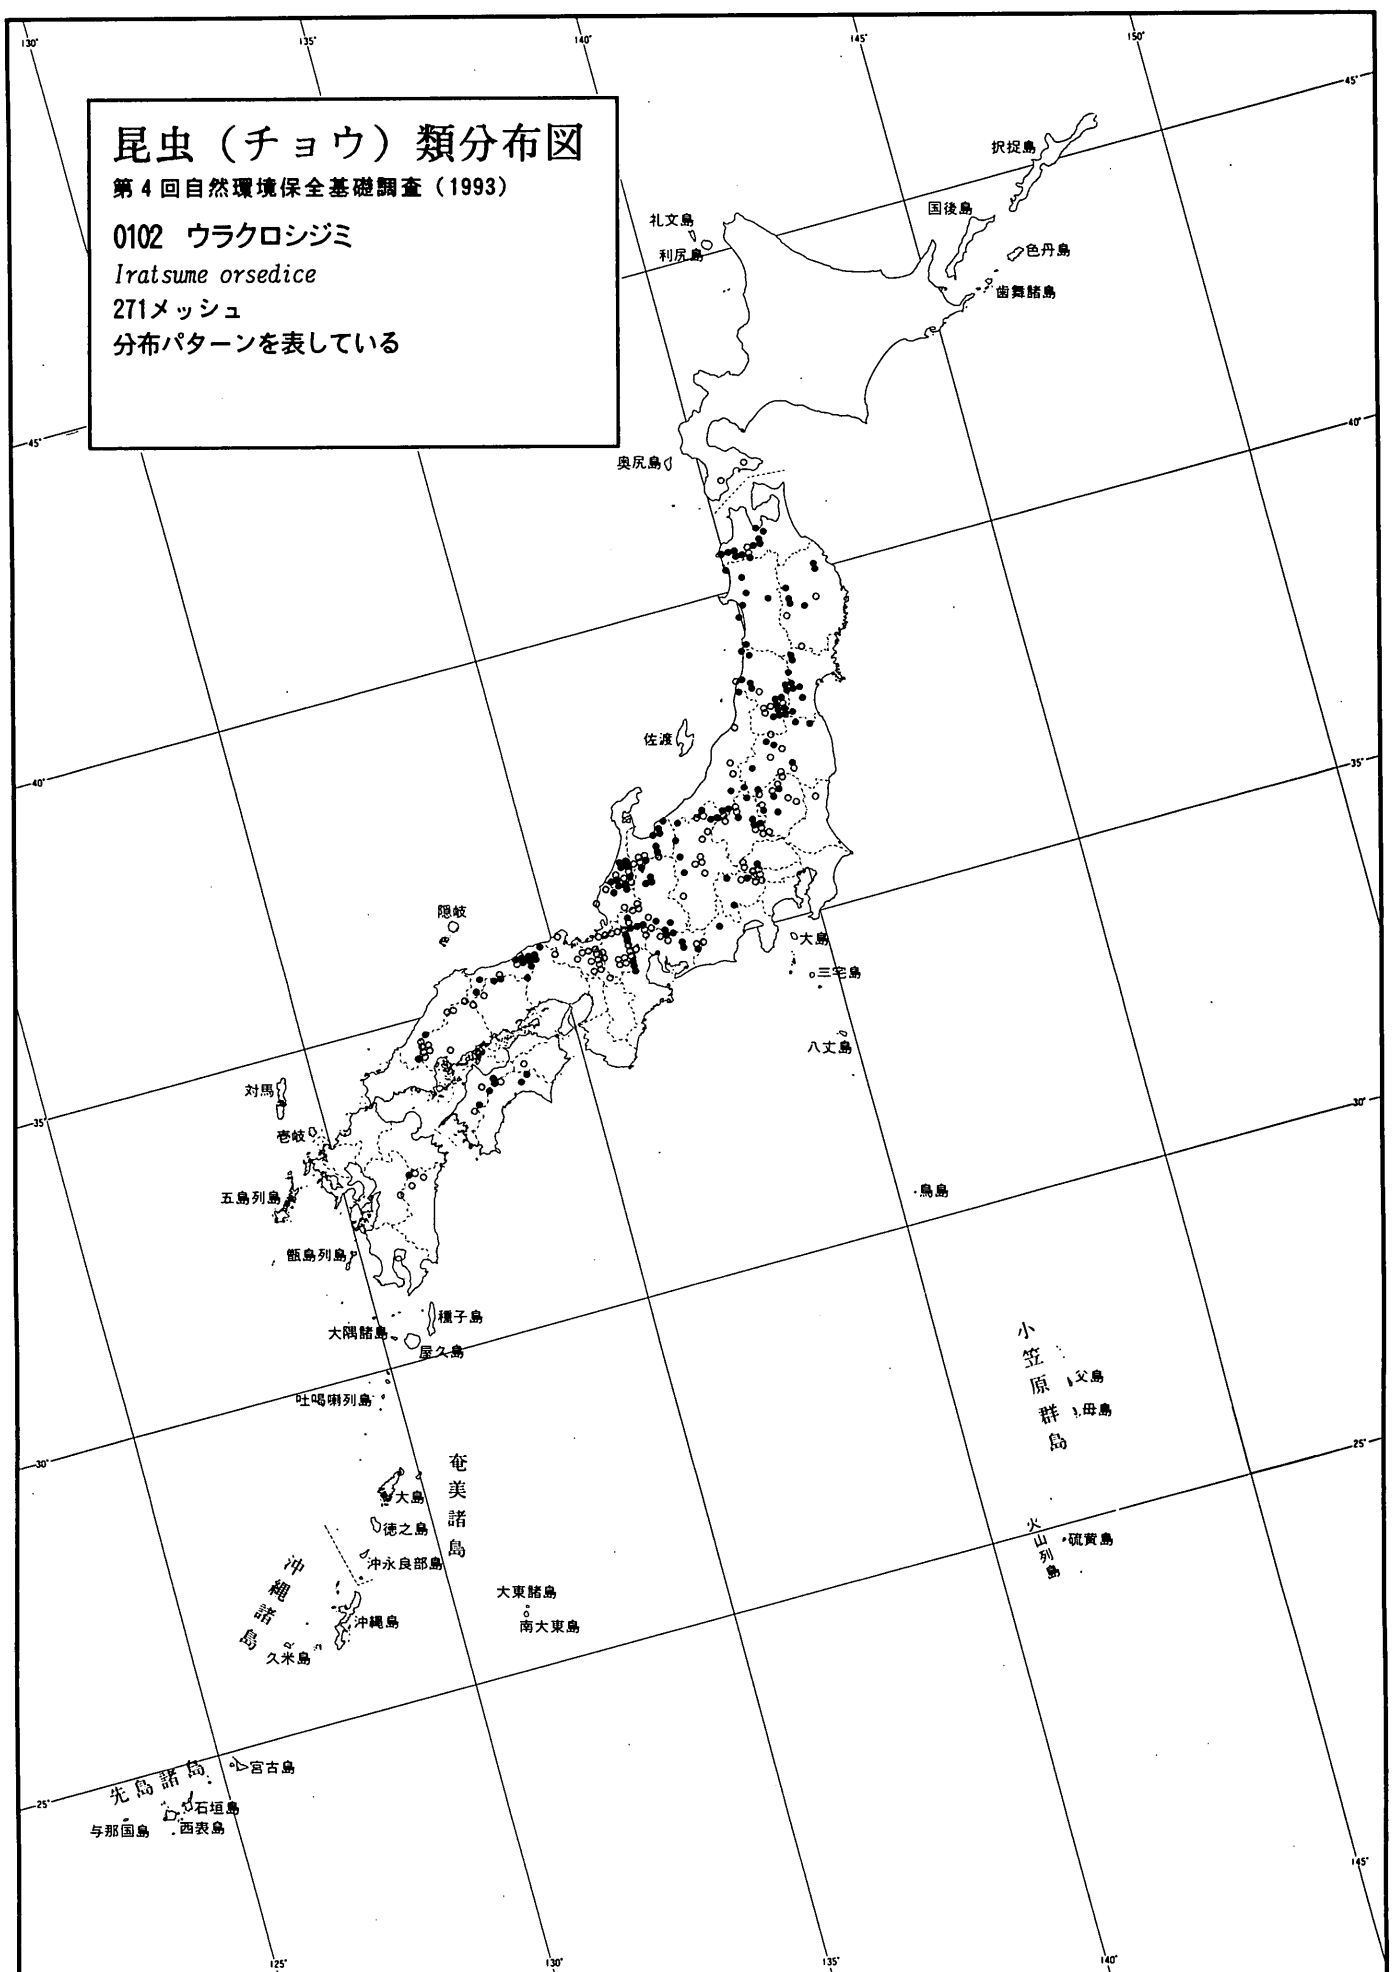 130°
135°
140°
145°
150°
45°
昆虫（チョウ）類分布図
第4回自然環境保全基礎調査（1993）
0102 ウラクロシジミ
Iratsume orsedice
271メッシュ
分布パターンを表している
択捉島
国後島
礼文島
利尻島
色丹島
歯舞諸島
45°
40°
奥尻島
佐渡
40°
35°
隠岐
大島
三宅島
八丈島
対馬
35°
壱岐
30°
五島列島
鳥島
甑島列島
種子島
大隅諸島
屋久島
吐噶喇列島
小笠原群島
父島
母島
30°
25°
奄美諸島
大島
徳之島
沖永良部島
火山列島
硫黄島
沖縄諸島
大東諸島
南大東島
沖縄島
久米島
先島諸島
宮古島
25°
石垣島
与那国島
西表島
145°
125°
130°
135°
140°